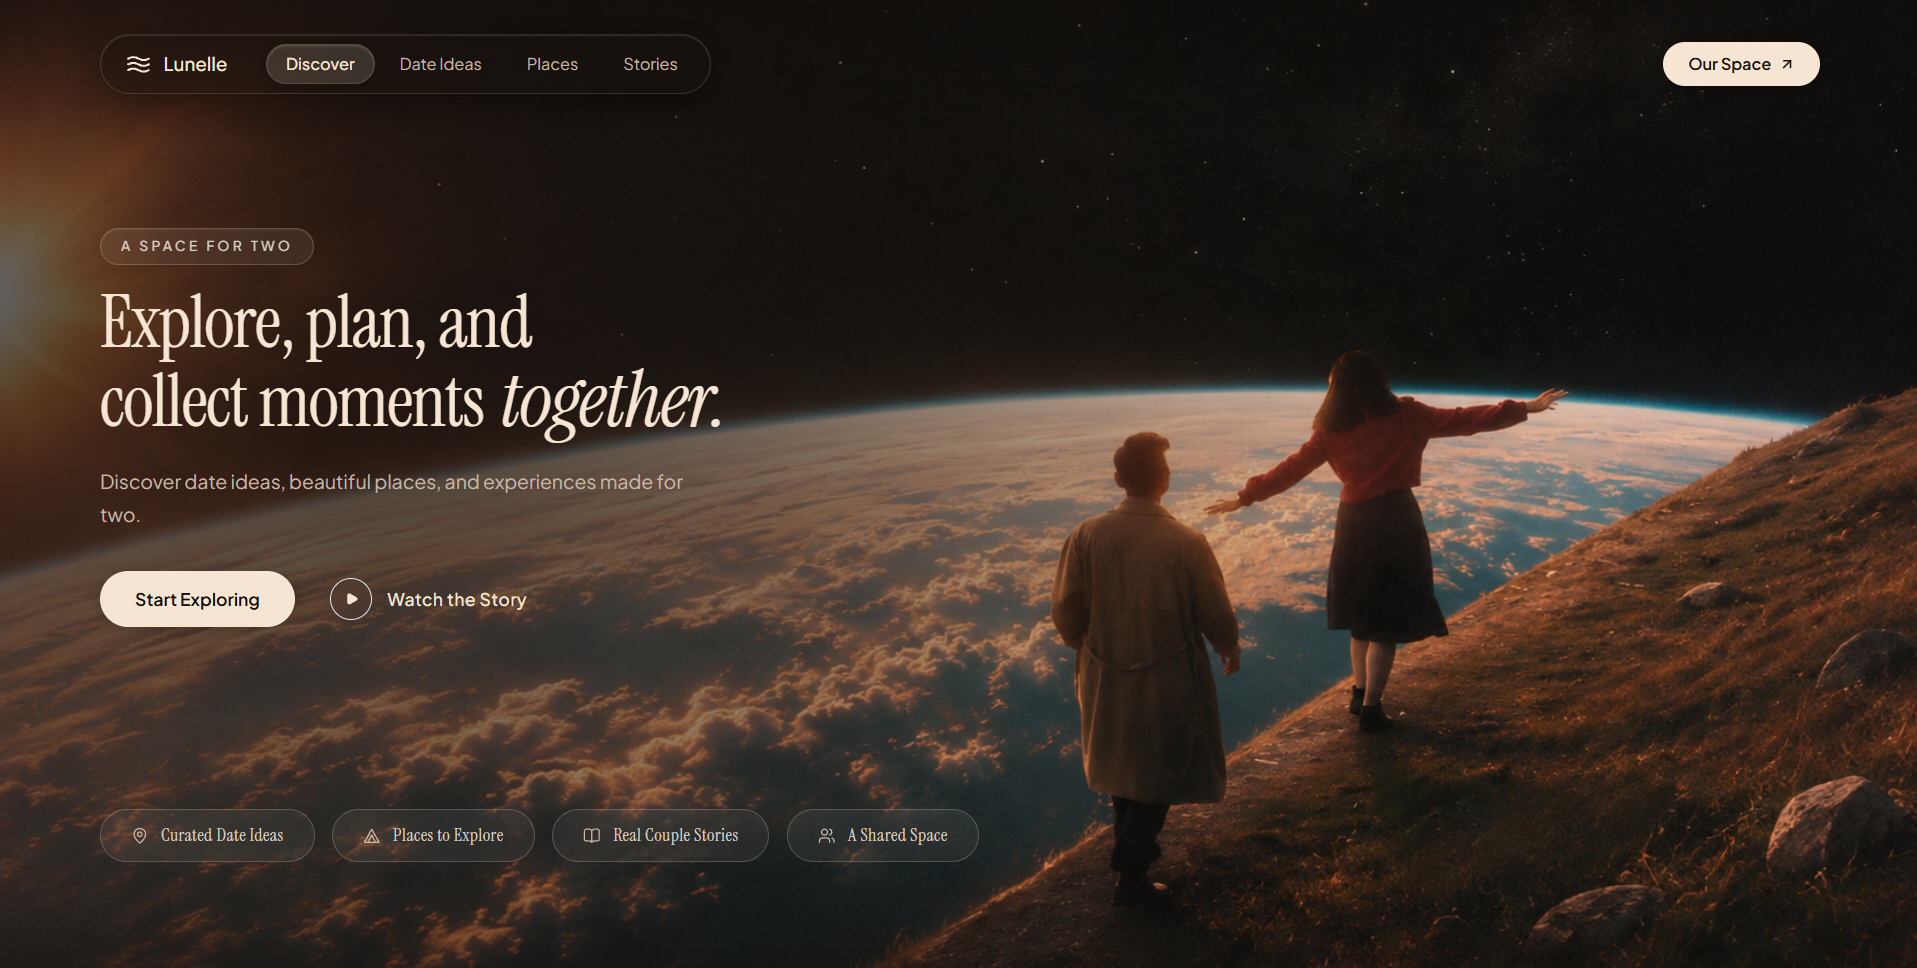 Lunelle
Discover
Date Ideas
Places
Stories
Our Space
A SPACE FOR TWO
Explore, plan, and
collect moments together.
Discover date ideas, beautiful places, and experiences made for
two.
Start Exploring
Watch the Story
Curated Date Ideas
Places to Explore
Real Couple Stories
A Shared Space